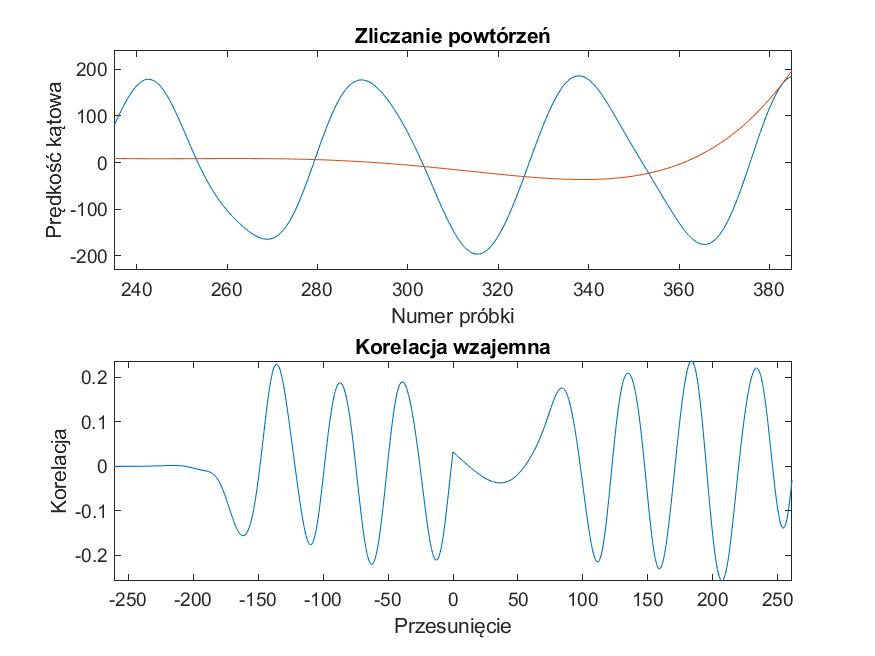 Zliczanie powtórzeń
200
100
0
-100
-200
Prędkość kątowa
240 260 280 300 320 340 360 380
Numer próbki
Korelacja wzajemna
0.2
0.1
0
-0.1
-0.2
Korelacja
-250 -200 -150 -100 -50 0 50 100 150 200 250
Przesunięcie